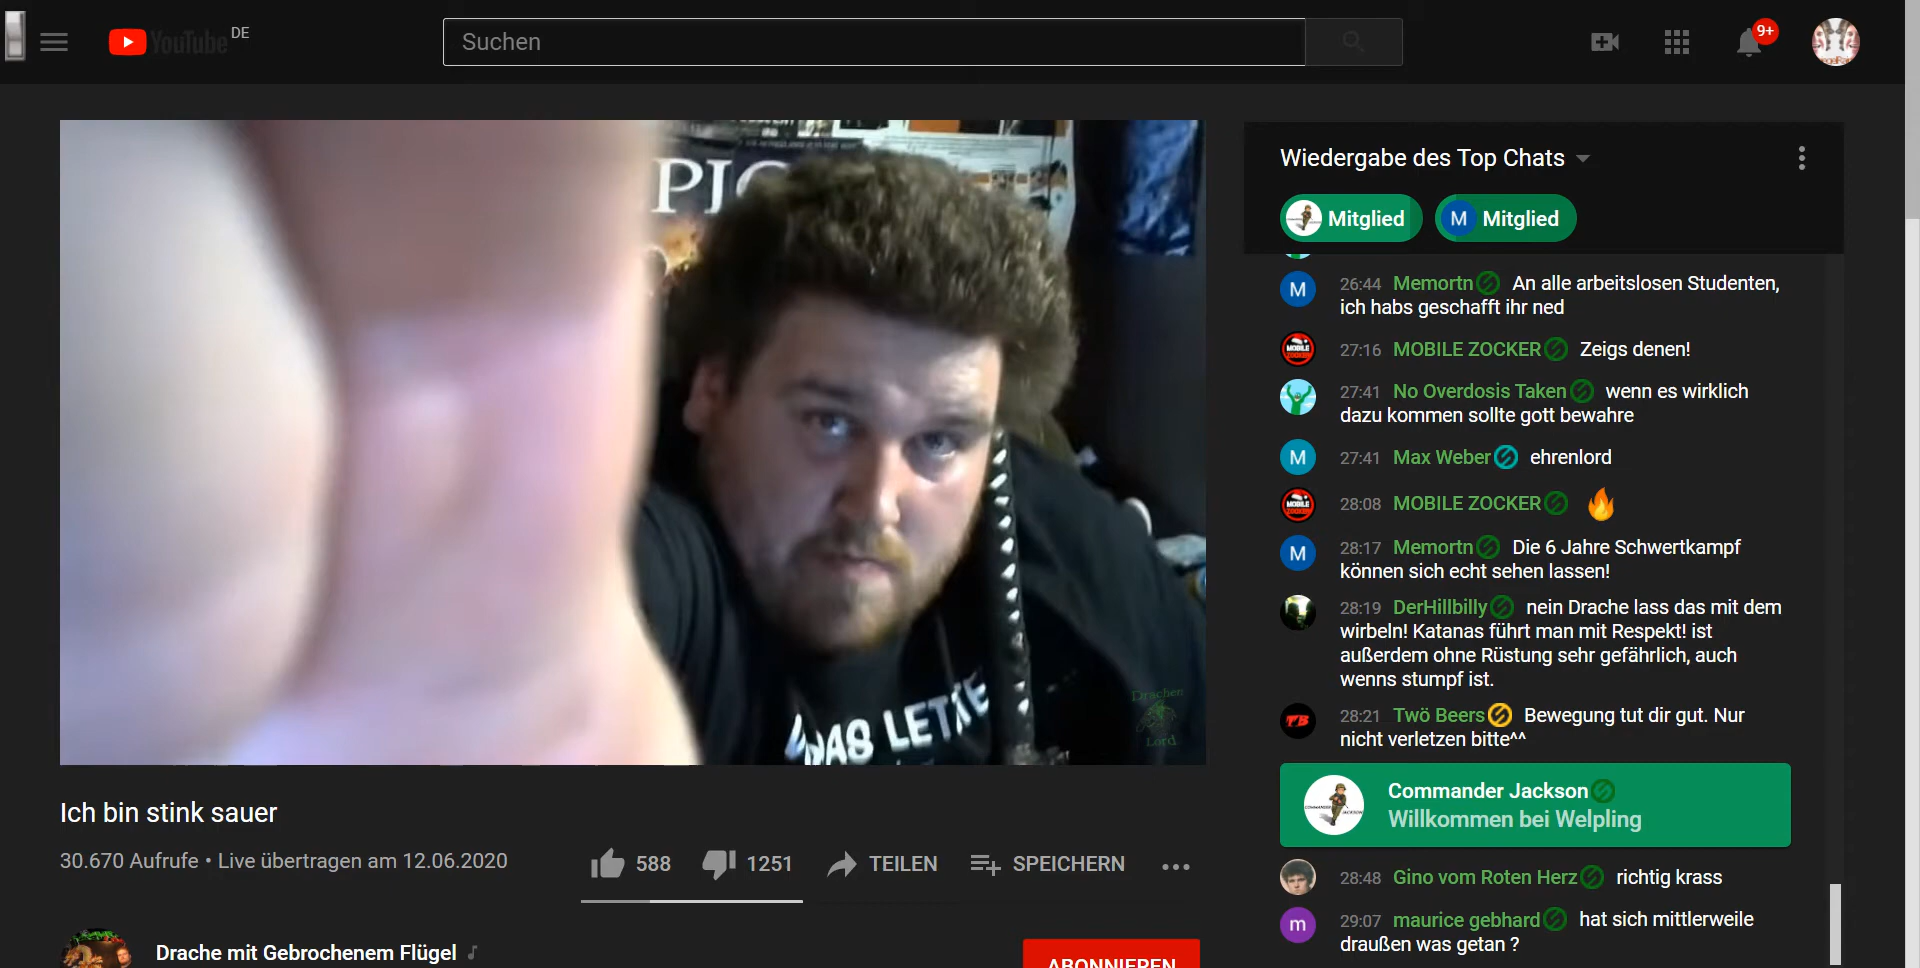 YouTube DE
Suchen
9+
PIC
WAS LETZTE
Drachen
Lord
Wiedergabe des Top Chats
Mitglied
M Mitglied
M 26:44 Memortn An alle arbeitslosen Studenten,
ich habs geschafft ihr ned
MOBILE ZOCKER 27:16 MOBILE ZOCKER Zeigs denen!
27:41 No Overdosis Taken wenn es wirklich
dazu kommen sollte gott bewahre
M 27:41 Max Weber ehrenlord
MOBILE ZOCKER 28:08 MOBILE ZOCKER 🔥
M 28:17 Memortn Die 6 Jahre Schwertkampf
können sich echt sehen lassen!
28:19 DerHillbilly nein Drache lass das mit dem
wirbeln! Katanas führt man mit Respekt! ist
außerdem ohne Rüstung sehr gefährlich, auch
wenns stumpf ist.
TB 28:21 Twö Beers Bewegung tut dir gut. Nur
nicht verletzen bitte^^
Commander Jackson
Willkommen bei Welpling
28:48 Gino vom Roten Herz richtig krass
m 29:07 maurice gebhard hat sich mittlerweile
draußen was getan ?
Ich bin stink sauer
30.670 Aufrufe • Live übertragen am 12.06.2020
588 1251 TEILEN SPEICHERN
Drache mit Gebrochenem Flügel
ABONNIEREN